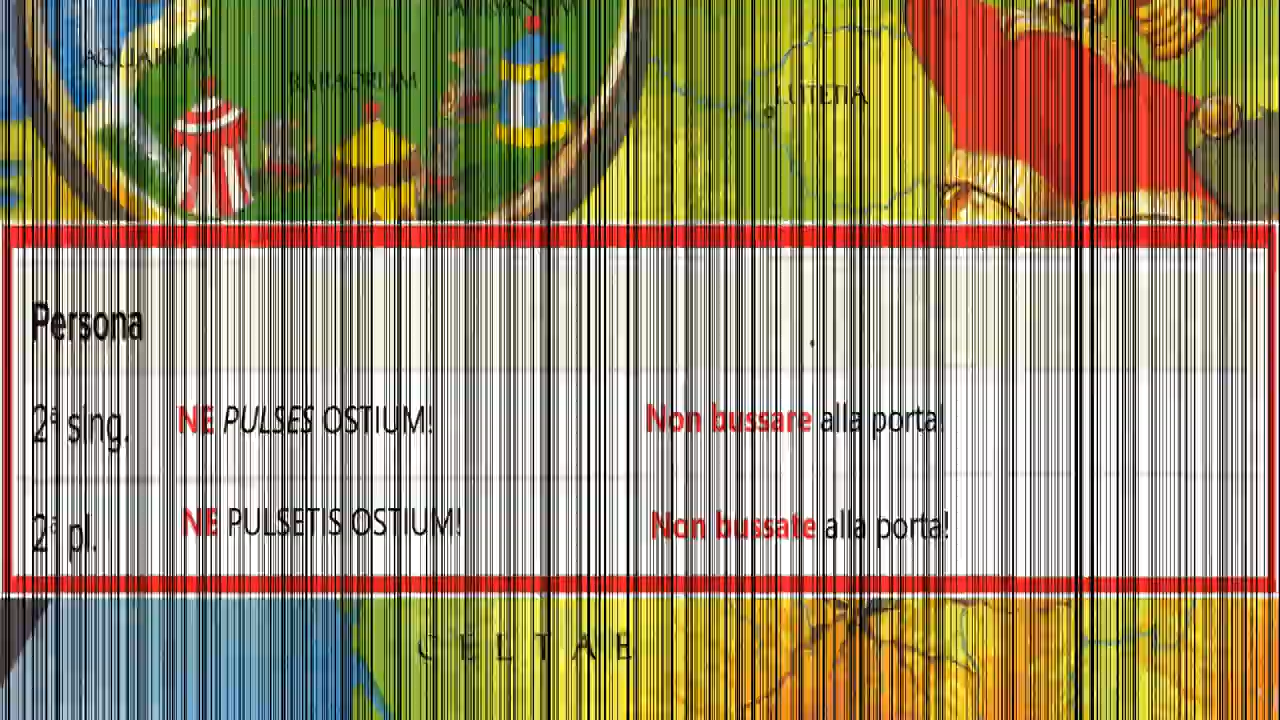 AQUARIUM
LUTETIA
Persona
2ª sing. NE PULSES OSTIUM! Non bussare alla porta!
2ª pl. NE PULSETIS OSTIUM! Non bussate alla porta!
CELTAE